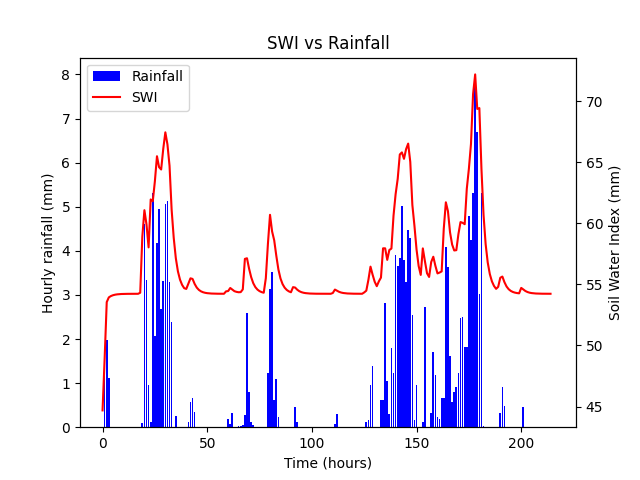 SWI vs Rainfall
Rainfall
SWI
8
7
6
5
4
3
2
1
0
Hourly rainfall (mm)
70
65
60
55
50
45
Soil Water Index (mm)
0 50 100 150 200
Time (hours)